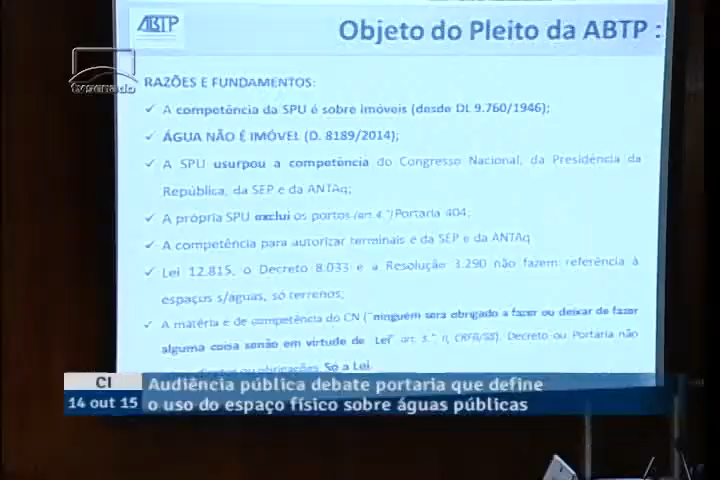 ABTP
Objeto do Pleito da ABTP :
tv senado
RAZÕES E FUNDAMENTOS:
✓ A competência da SPU é sobre imóveis (desde DL 9.760/1946);
✓ ÁGUA NÃO É IMÓVEL (D. 8189/2014);
✓ A SPU usurpou a competência do Congresso Nacional, da Presidência da
República, da SEP e da ANTAq;
✓ A própria SPU exclui os portos (art.4.°) Portaria 404;
✓ A competência para autorizar terminais e da SEP e da ANTAq
✓ Lei 12.815, o Decreto 8.033 e a Resolução 3.290 não fazem referência à
espaços s/águas, só terrenos;
✓ A matéria e de competência do CN ("ninguém sera obrigado a fazer ou deixar de fazer
alguma coisa senão em virtude de Lei" art. 5.°, II, CRFB/88). Decreto ou Portaria não
ou obrigações. Só a Lei.
CI
Audiência pública debate portaria que define
14 out 15
o uso do espaço físico sobre águas públicas